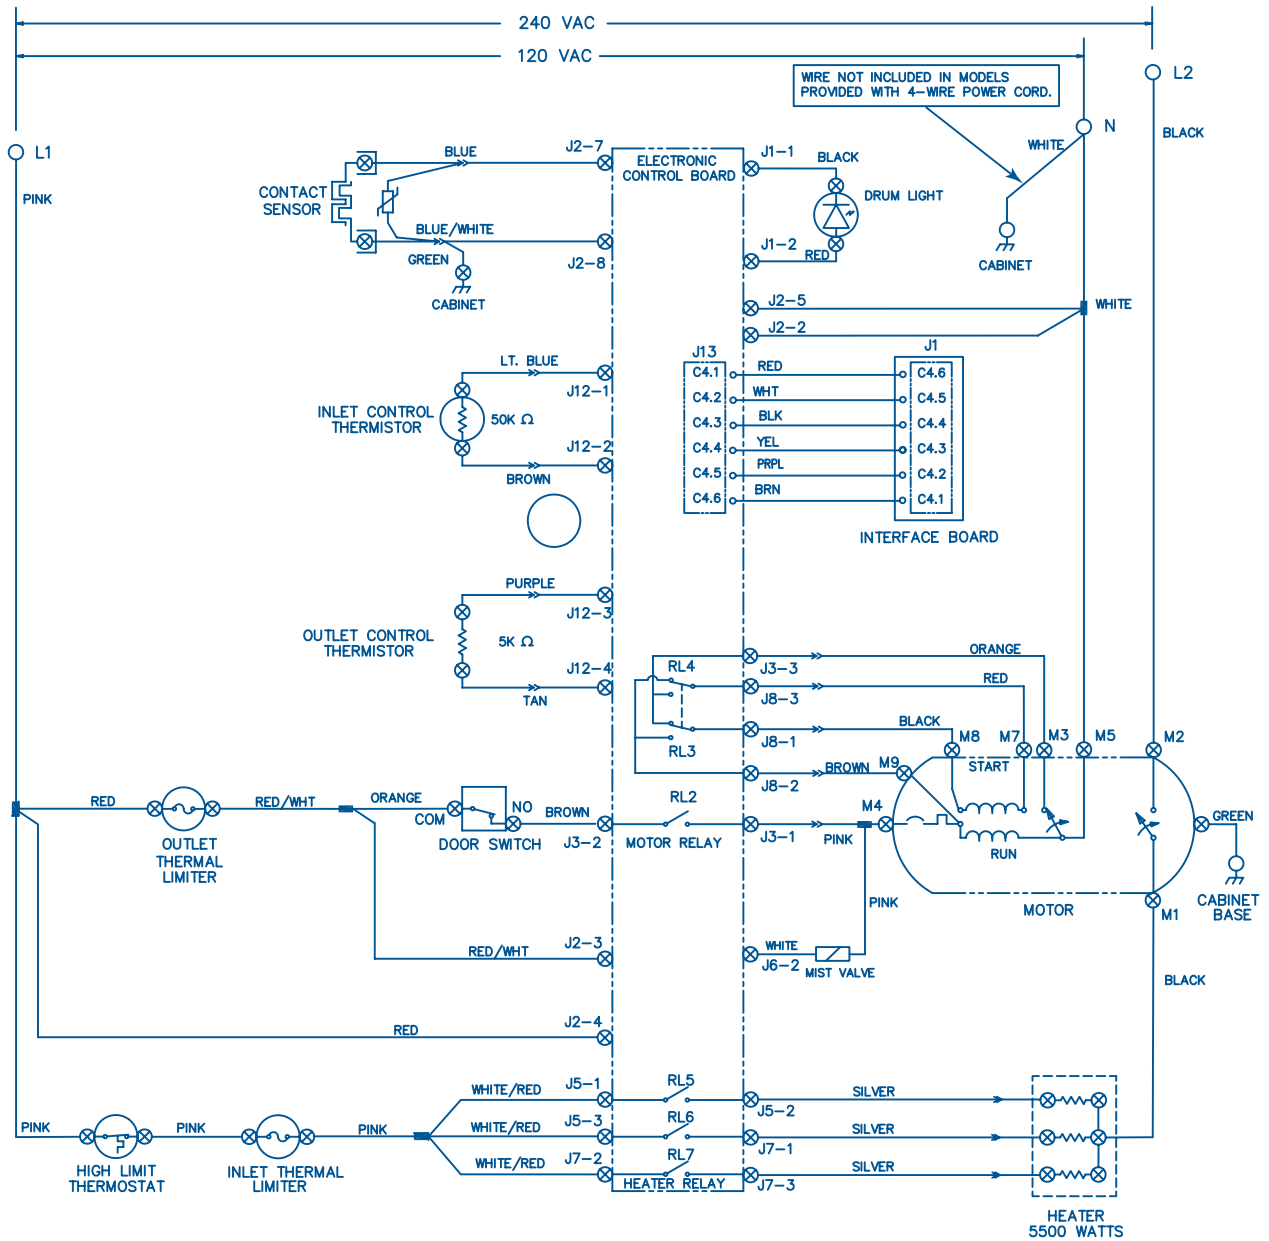 240 VAC
120 VAC
WIRE NOT INCLUDED IN MODELS
PROVIDED WITH 4-WIRE POWER CORD.
L2
N
BLACK
WHITE
L1
PINK
BLUE
J2-7
ELECTRONIC
CONTROL BOARD
J1-1
BLACK
DRUM LIGHT
CONTACT
SENSOR
BLUE/WHITE
GREEN
J2-8
J1-2
RED
CABINET
CABINET
J2-5
WHITE
J2-2
LT. BLUE
J12-1
INLET CONTROL
THERMISTOR
50K Ω
J12-2
BROWN
J13
J1
C4.1
RED
C4.6
C4.2
WHT
C4.5
C4.3
BLK
C4.4
C4.4
YEL
C4.3
C4.5
PRPL
C4.2
C4.6
BRN
C4.1
INTERFACE BOARD
PURPLE
J12-3
OUTLET CONTROL
THERMISTOR
5K Ω
J12-4
TAN
RL4
J3-3
ORANGE
J8-3
RED
RL3
J8-1
BLACK
J8-2
BROWN
M9
M8
M7
M3
M5
M2
START
RED
RED/WHT
ORANGE
COM
NO
BROWN
J3-2
DOOR SWITCH
OUTLET
THERMAL
LIMITER
RL2
MOTOR RELAY
J3-1
PINK
M4
RUN
GREEN
PINK
MOTOR
M1
CABINET
BASE
RED/WHT
J2-3
WHITE
J6-2
MIST VALVE
BLACK
RED
J2-4
WHITE/RED
J5-1
RL5
J5-2
SILVER
WHITE/RED
J5-3
RL6
J7-1
SILVER
WHITE/RED
J7-2
RL7
J7-3
SILVER
HEATER RELAY
PINK
PINK
PINK
HIGH LIMIT
THERMOSTAT
INLET THERMAL
LIMITER
HEATER
5500 WATTS